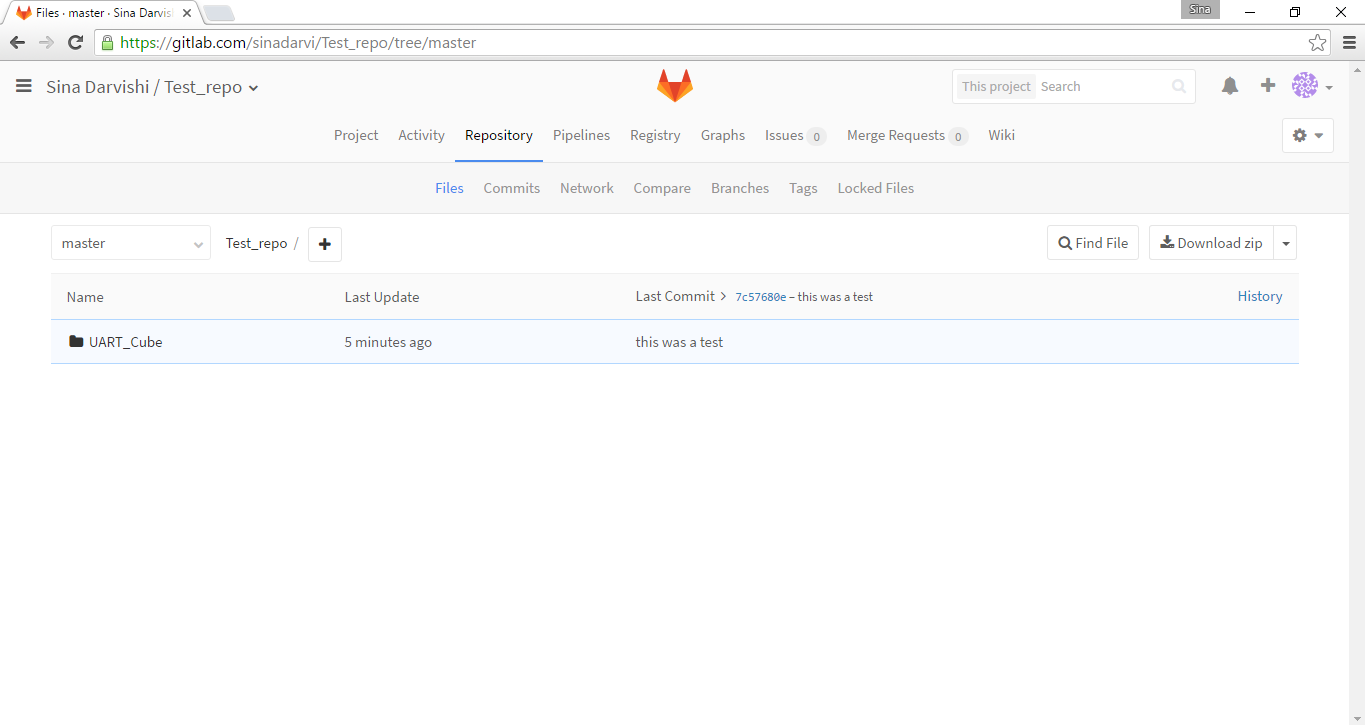 Files · master · Sina Darvis
Sina
https://gitlab.com/sinadarvi/Test_repo/tree/master
Sina Darvishi / Test_repo
This project Search
Project Activity Repository Pipelines Registry Graphs Issues 0 Merge Requests 0 Wiki
Files Commits Network Compare Branches Tags Locked Files
master Test_repo / Find File Download zip
Name Last Update Last Commit > 7c57680e – this was a test History
UART_Cube 5 minutes ago this was a test